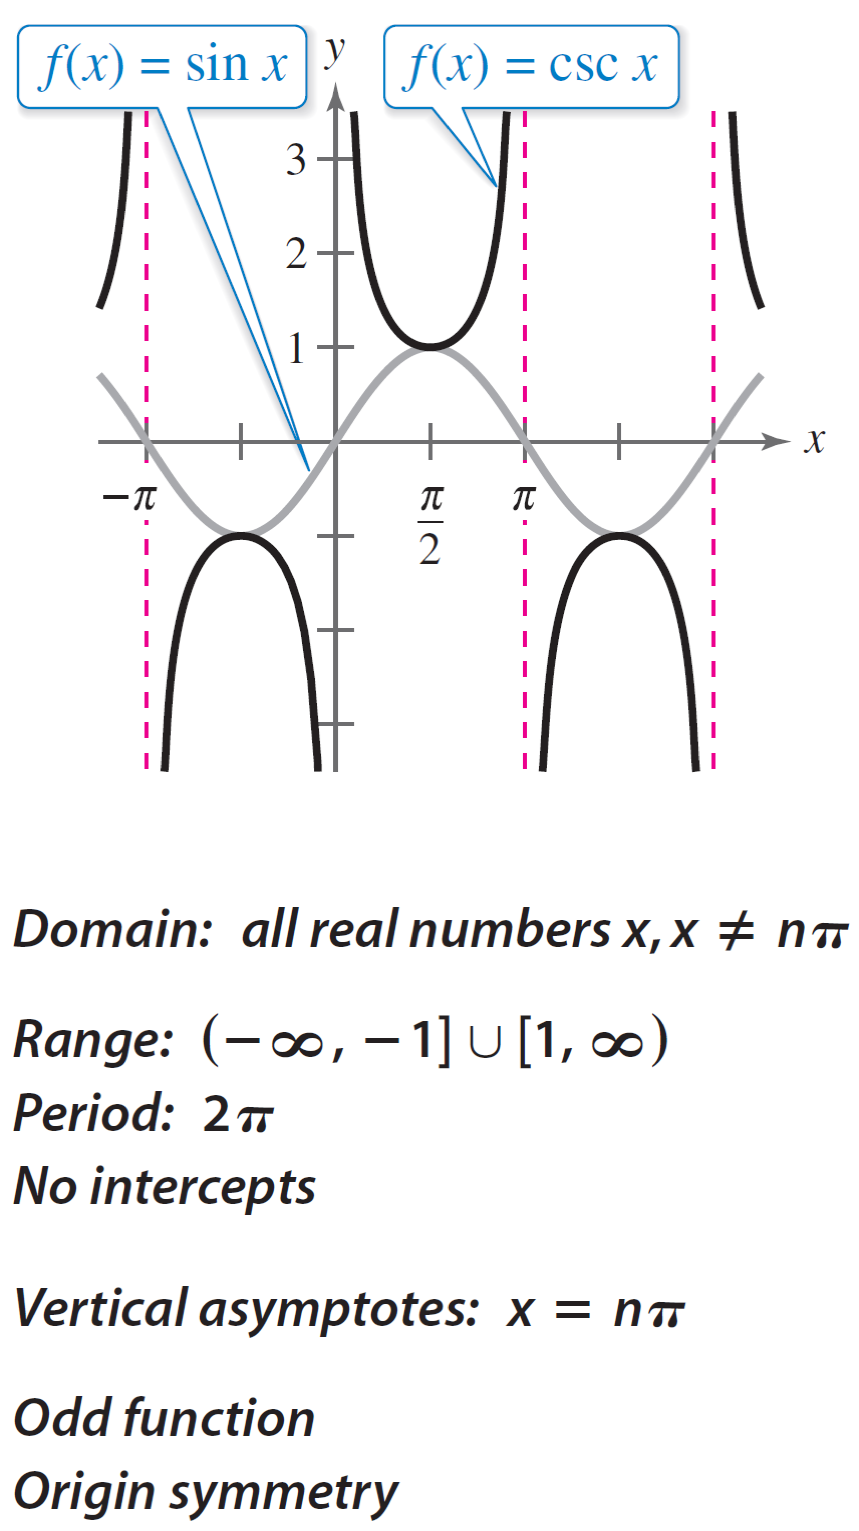 f(x) = sin x
y
f(x) = csc x
3
2
1
x
−π
π/2
π
Domain: all real numbers x, x ≠ nπ
Range: (−∞, −1] ∪ [1, ∞)
Period: 2π
No intercepts
Vertical asymptotes: x = nπ
Odd function
Origin symmetry